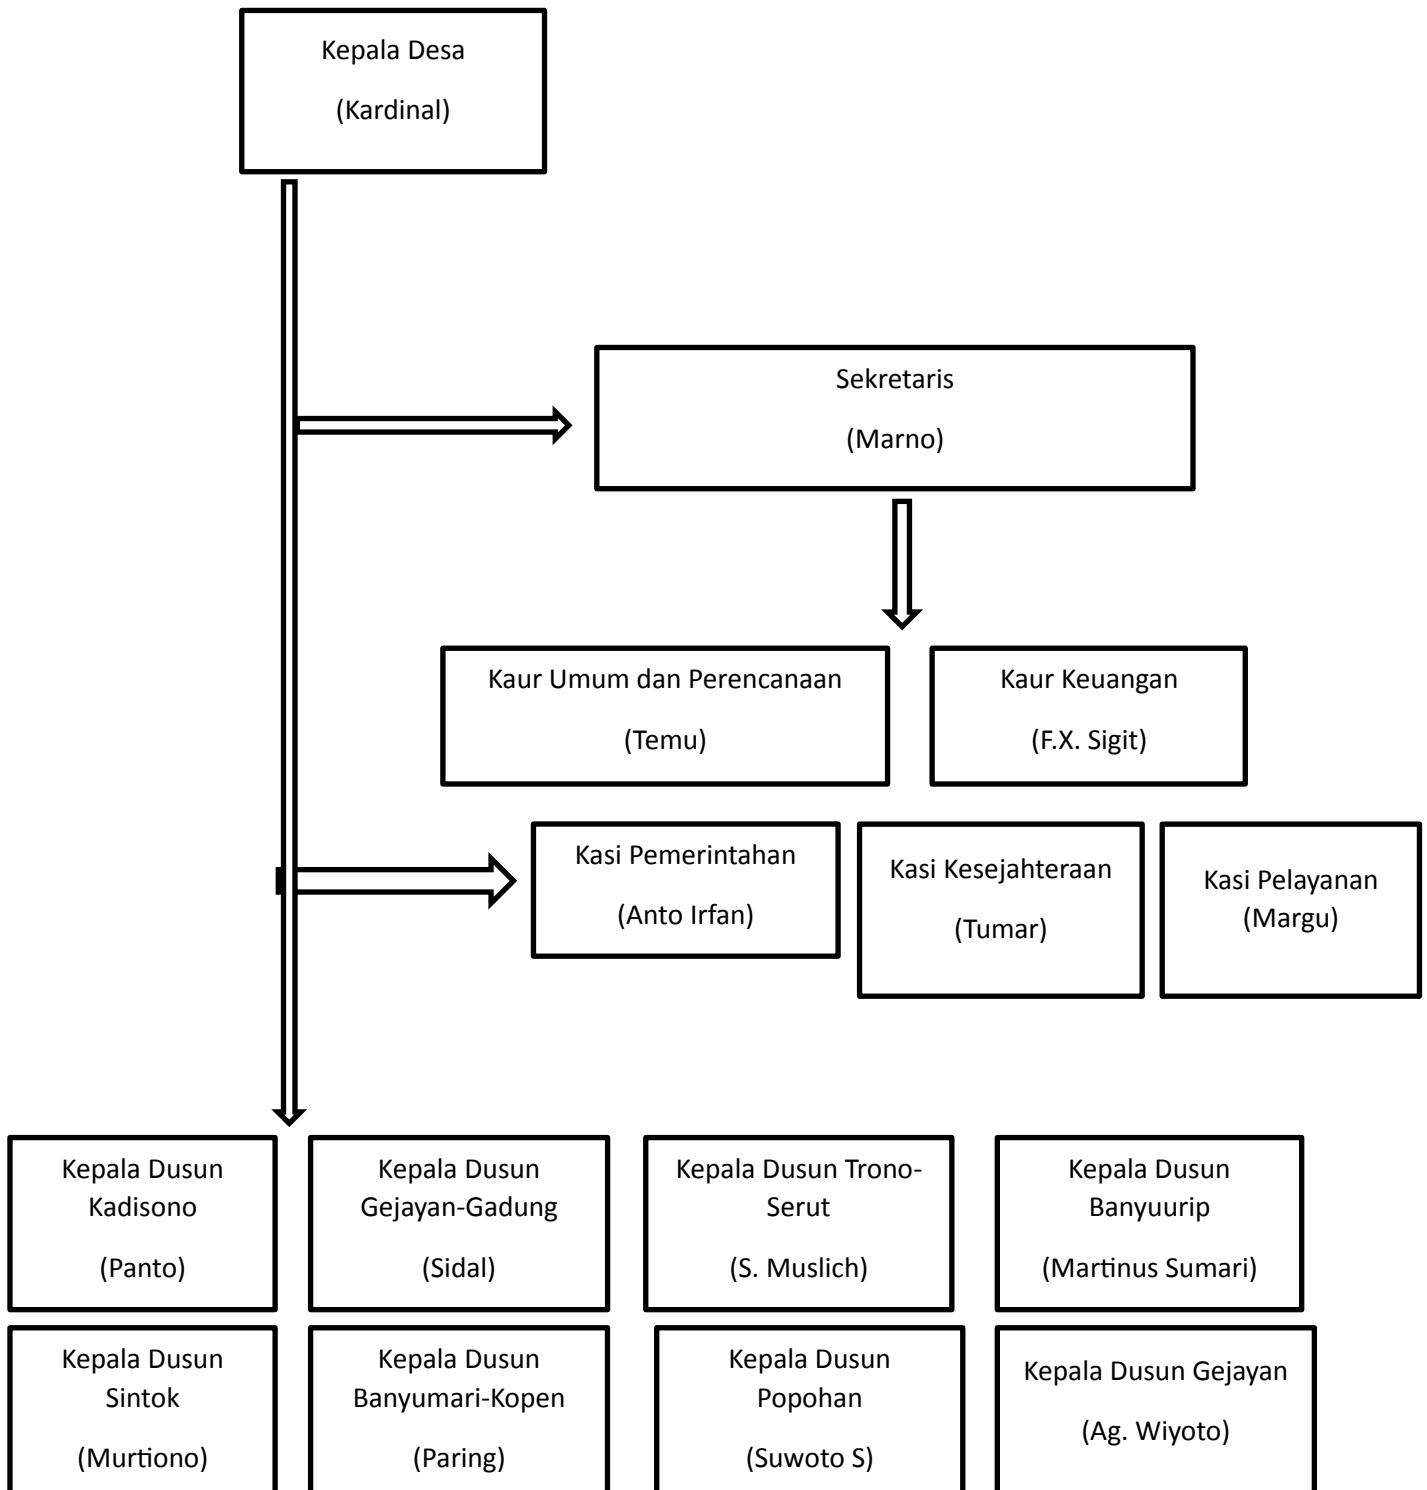 Kepala Desa
(Kardinal)
Sekretaris
(Marno)
Kaur Umum dan Perencanaan
(Temu)
Kaur Keuangan
(F.X. Sigit)
Kasi Pemerintahan
(Anto Irfan)
Kasi Kesejahteraan
(Tumar)
Kasi Pelayanan
(Margu)
Kepala Dusun
Kadisono
(Panto)
Kepala Dusun
Gejayan-Gadung
(Sidal)
Kepala Dusun Trono-
Serut
(S. Muslich)
Kepala Dusun
Banyuurip
(Martinus Sumari)
Kepala Dusun
Sintok
(Murtiono)
Kepala Dusun
Banyumari-Kopen
(Paring)
Kepala Dusun
Popohan
(Suwoto S)
Kepala Dusun Gejayan
(Ag. Wiyoto)